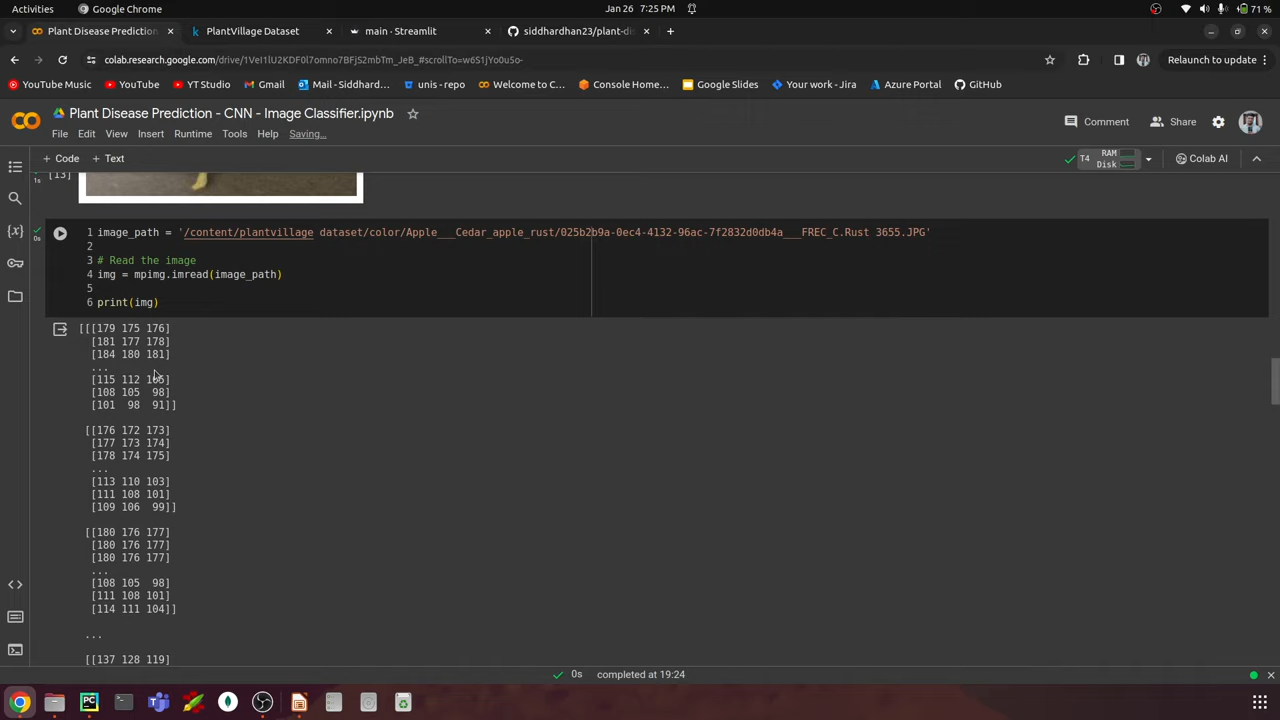 Activities
Google Chrome
Jan 26 7:25 PM
71 %
Plant Disease Prediction
PlantVillage Dataset
main · Streamlit
siddhardhan23/plant-di
colab.research.google.com
Relaunch to update
YouTube Music
YouTube
YT Studio
Gmail
Mail - Siddhard...
unis - repo
Welcome to C...
Console Home...
Google Slides
Your work - Jira
Azure Portal
GitHub
Plant Disease Prediction - CNN - Image Classifier.ipynb
File Edit View Insert Runtime Tools Help Saving...
Comment
Share
+ Code + Text
RAM
Disk
T4
Colab AI
1s
[13]
0s
1 image_path = '/content/plantvillage dataset/color/Apple___Cedar_apple_rust/025b2b9a-0ec4-4132-96ac-7f2832d0db4a___FREC_C.Rust 3655.JPG'
2
3 # Read the image
4 img = mpimg.imread(image_path)
5
6 print(img)
[[[179 175 176]
[181 177 178]
[184 180 181]
...
[115 112 105]
[108 105 98]
[101 98 91]]
[[176 172 173]
[177 173 174]
[178 174 175]
...
[113 110 103]
[111 108 101]
[109 106 99]]
[[180 176 177]
[180 176 177]
[180 176 177]
...
[108 105 98]
[111 108 101]
[114 111 104]]
...
[[137 128 119]
0s completed at 19:24